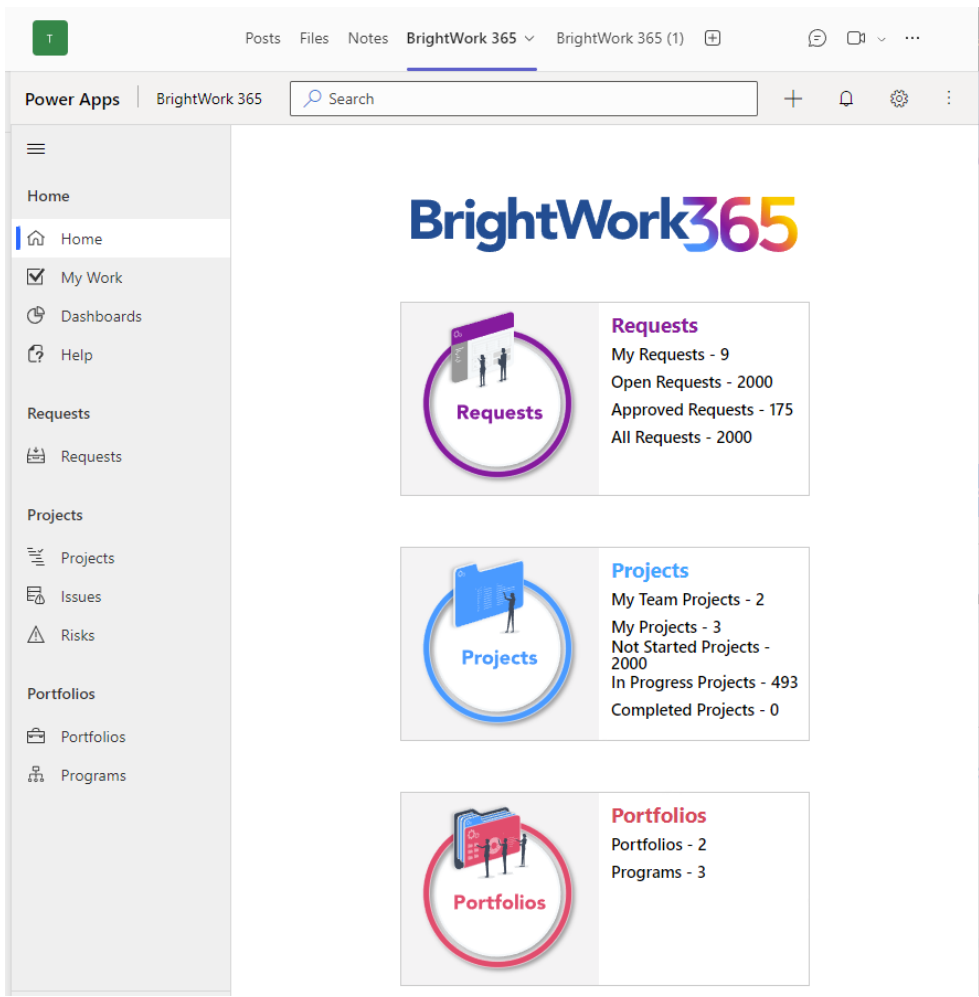 T
Posts Files Notes BrightWork 365 BrightWork 365 (1)
Power Apps BrightWork 365 Search
Home
Home
My Work
Dashboards
Help
Requests
Requests
Projects
Projects
Issues
Risks
Portfolios
Portfolios
Programs
BrightWork365
Requests
Requests
My Requests - 9
Open Requests - 2000
Approved Requests - 175
All Requests - 2000
Projects
Projects
My Team Projects - 2
My Projects - 3
Not Started Projects -
2000
In Progress Projects - 493
Completed Projects - 0
Portfolios
Portfolios
Portfolios - 2
Programs - 3